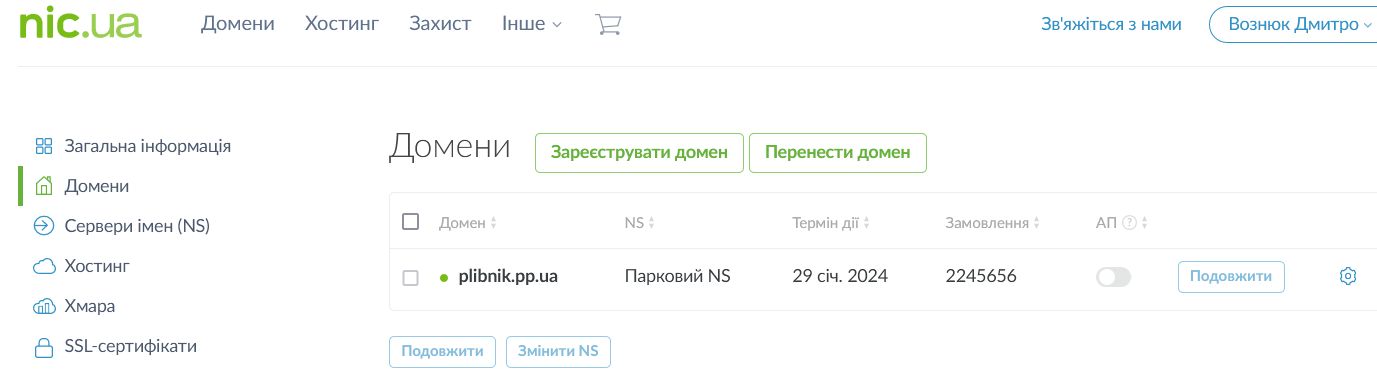 nic.ua Домени Хостинг Захист Інше Зв'яжіться з нами Вознюк Дмитро
Загальна інформація
Домени
Сервери імен (NS)
Хостинг
Хмара
SSL-сертифікати
Домени Зареєструвати домен Перенести домен
Домен NS Термін дії Замовлення АП ?
plibnik.pp.ua Парковий NS 29 січ. 2024 2245656 Подовжити
Подовжити Змінити NS